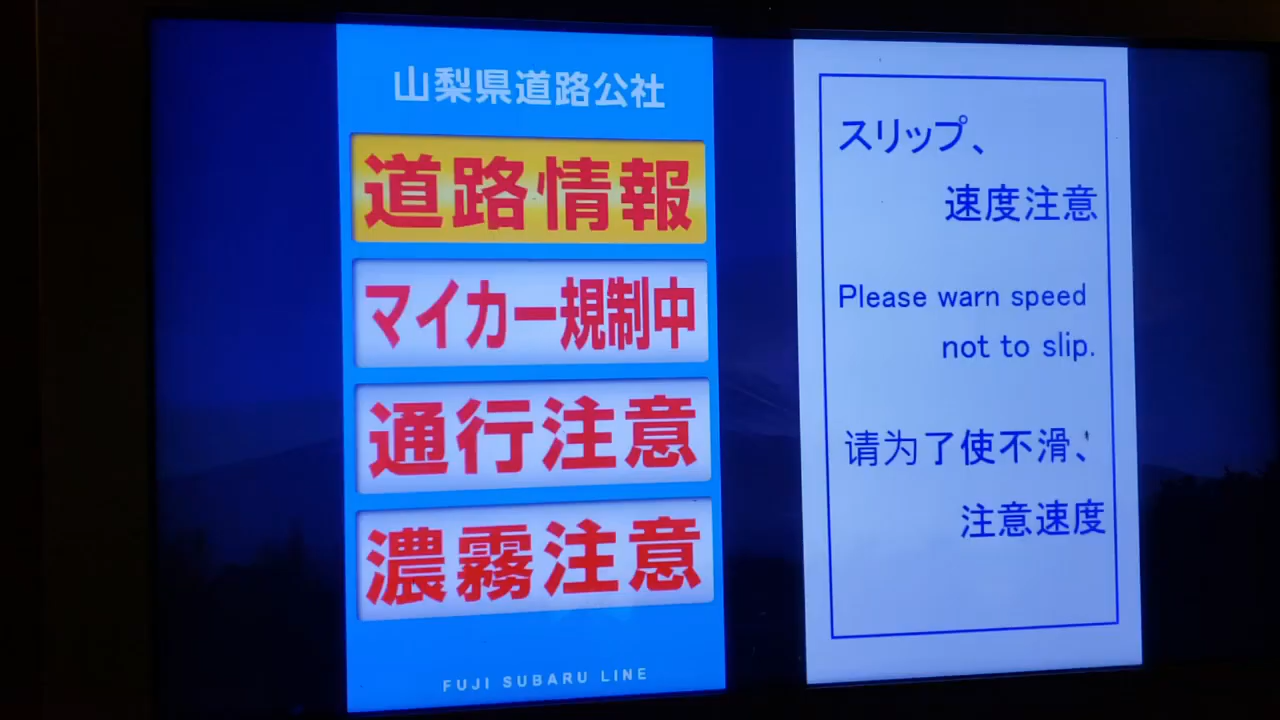 山梨県道路公社
道路情報
マイカー規制中
通行注意
濃霧注意
FUJI SUBARU LINE
スリップ、
速度注意
Please warn speed
not to slip.
请为了使不滑、
注意速度